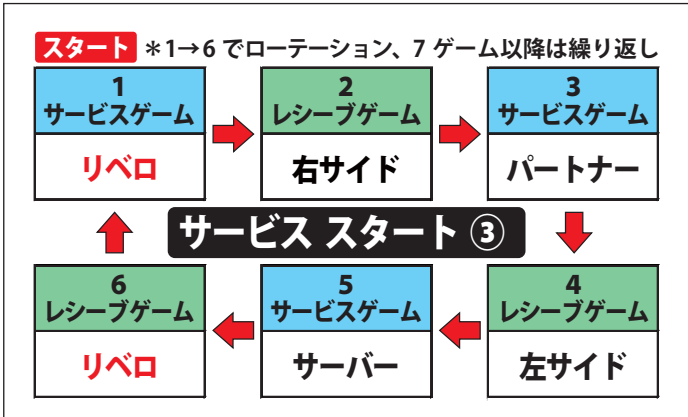 スタート ＊1→6 でローテーション、7 ゲーム以降は繰り返し
1
サービスゲーム
リベロ
2
レシーブゲーム
右サイド
3
サービスゲーム
パートナー
サービス スタート ③
6
レシーブゲーム
リベロ
5
サービスゲーム
サーバー
4
レシーブゲーム
左サイド